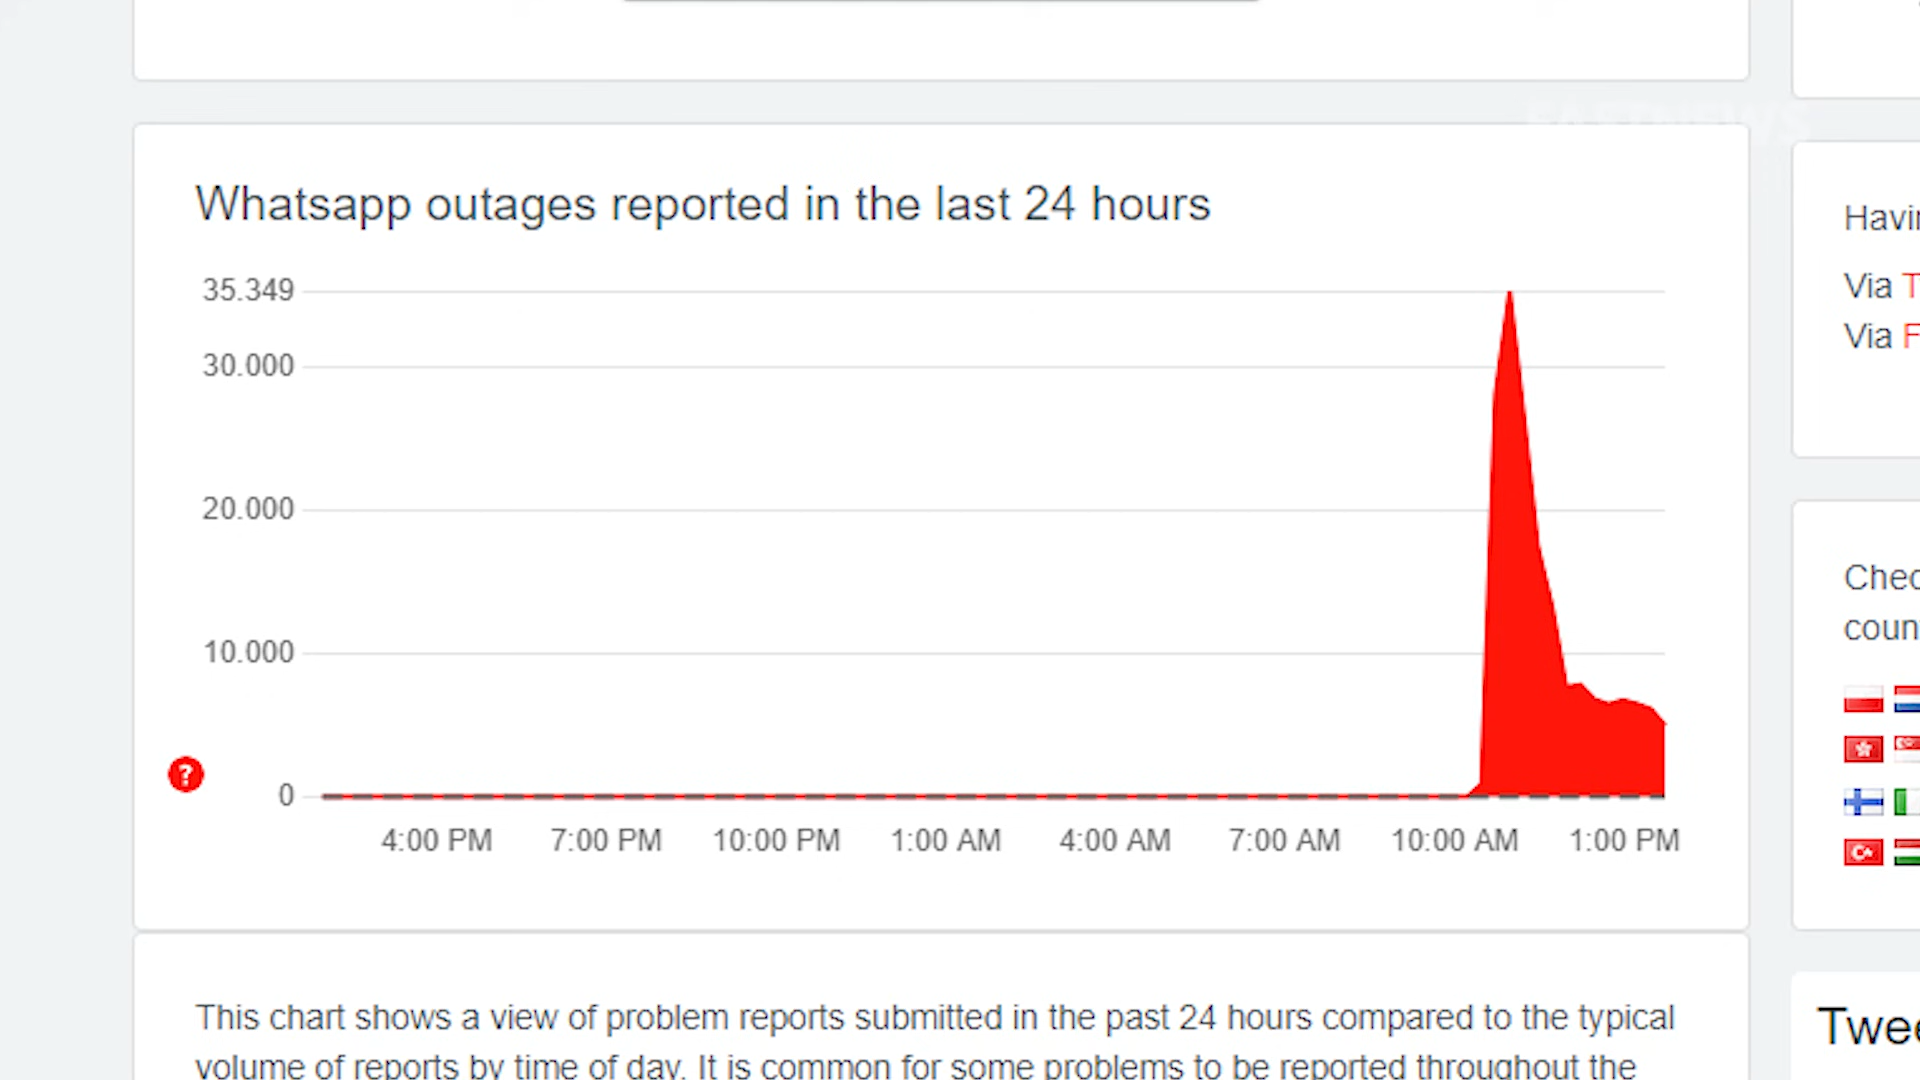 Whatsapp outages reported in the last 24 hours
35.349
30.000
20.000
10.000
?
0
4:00 PM 7:00 PM 10:00 PM 1:00 AM 4:00 AM 7:00 AM 10:00 AM 1:00 PM
This chart shows a view of problem reports submitted in the past 24 hours compared to the typical
volume of reports by time of day. It is common for some problems to be reported throughout the
Via T
Via F